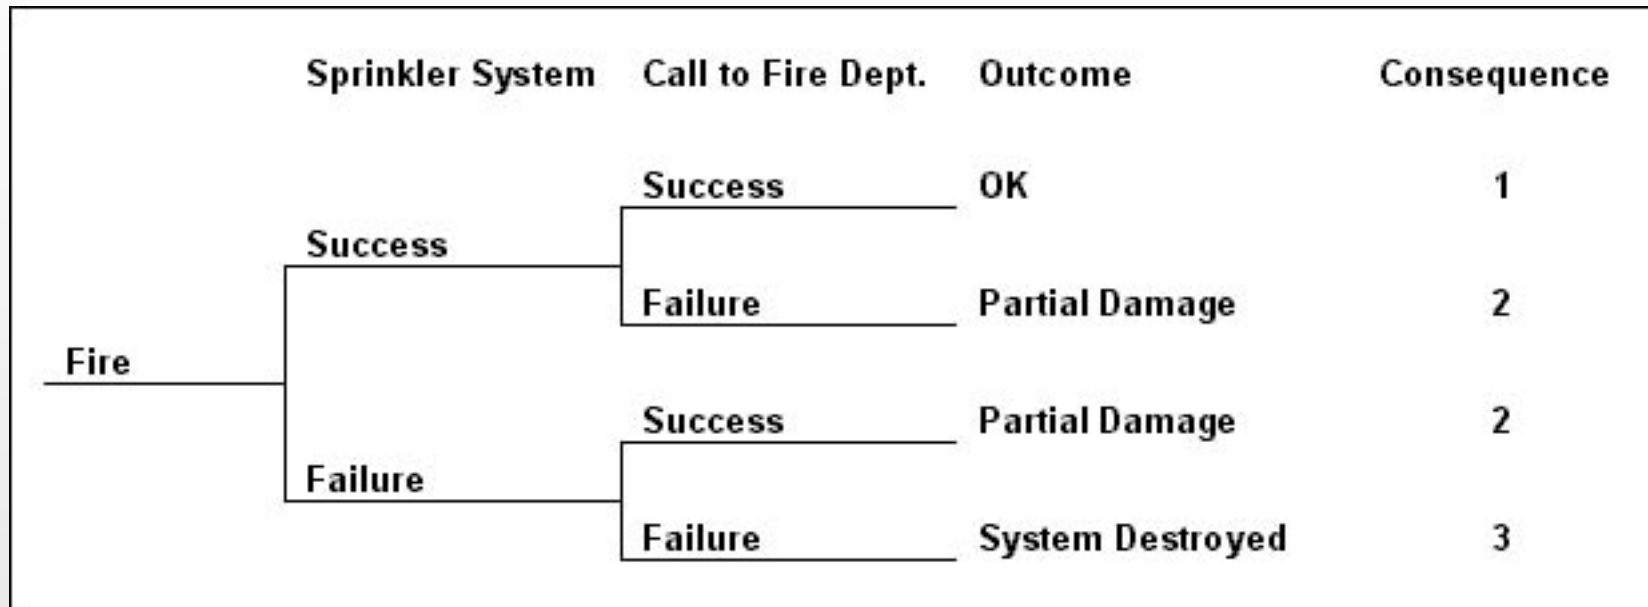 Sprinkler System Call to Fire Dept. Outcome Consequence
Success OK 1
Success
Failure Partial Damage 2
Fire
Success Partial Damage 2
Failure
Failure System Destroyed 3